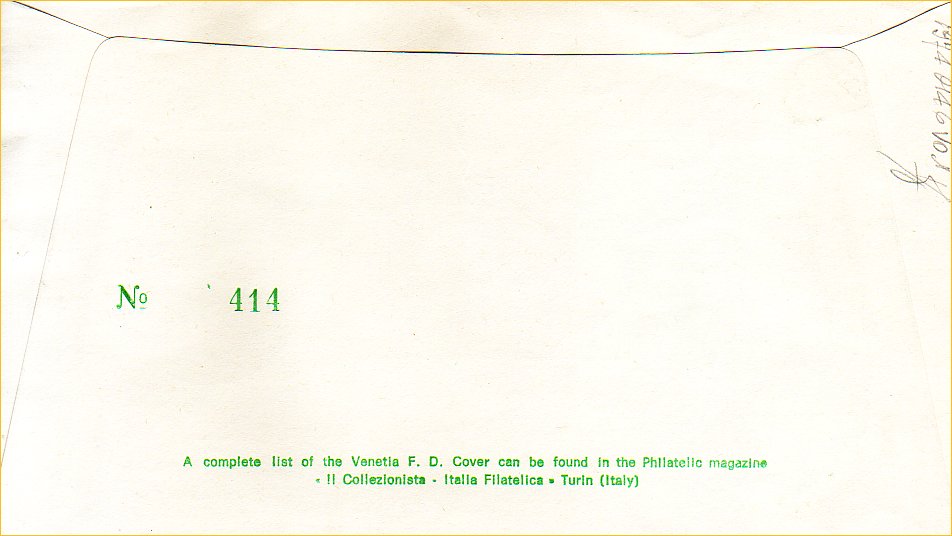 Nº 414
A complete list of the Venetia F. D. Cover can be found in the Philatelic magazine
« Il Collezionista - Italia Filatelica » Turin (Italy)